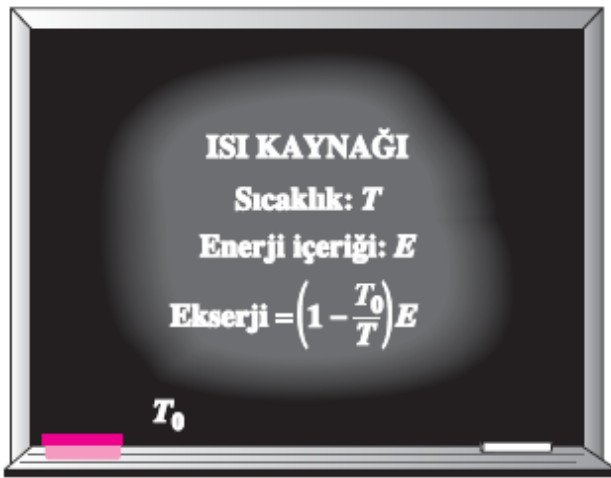 ISI KAYNAĞI
Sıcaklık: T
Enerji içeriği: E
Ekserji = (1 − T₀/T)E
T₀